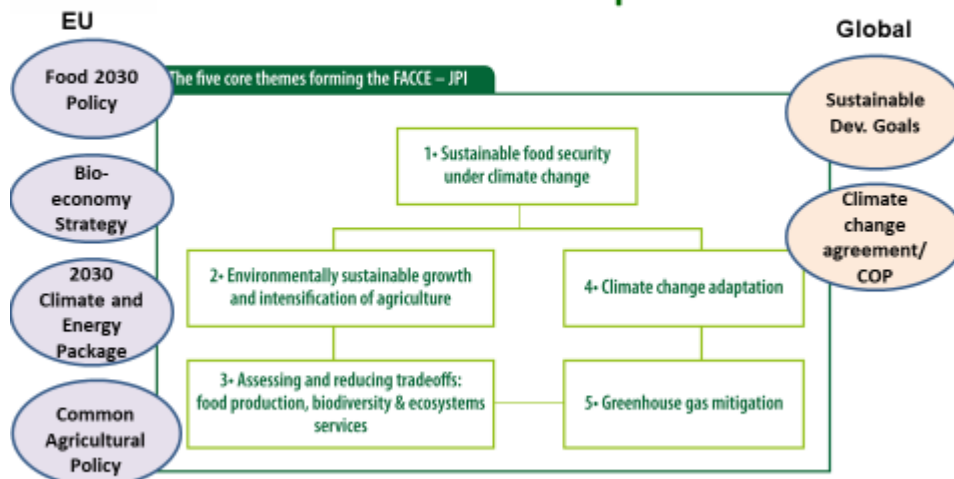 EU
Global
Food 2030
Policy
Bio-
economy
Strategy
2030
Climate and
Energy
Package
Common
Agricultural
Policy
The five core themes forming the FACCE – JPI
1• Sustainable food security
under climate change
2• Environmentally sustainable growth
and intensification of agriculture
4• Climate change adaptation
3• Assessing and reducing tradeoffs:
food production, biodiversity & ecosystems
services
5• Greenhouse gas mitigation
Sustainable
Dev. Goals
Climate
change
agreement/
COP